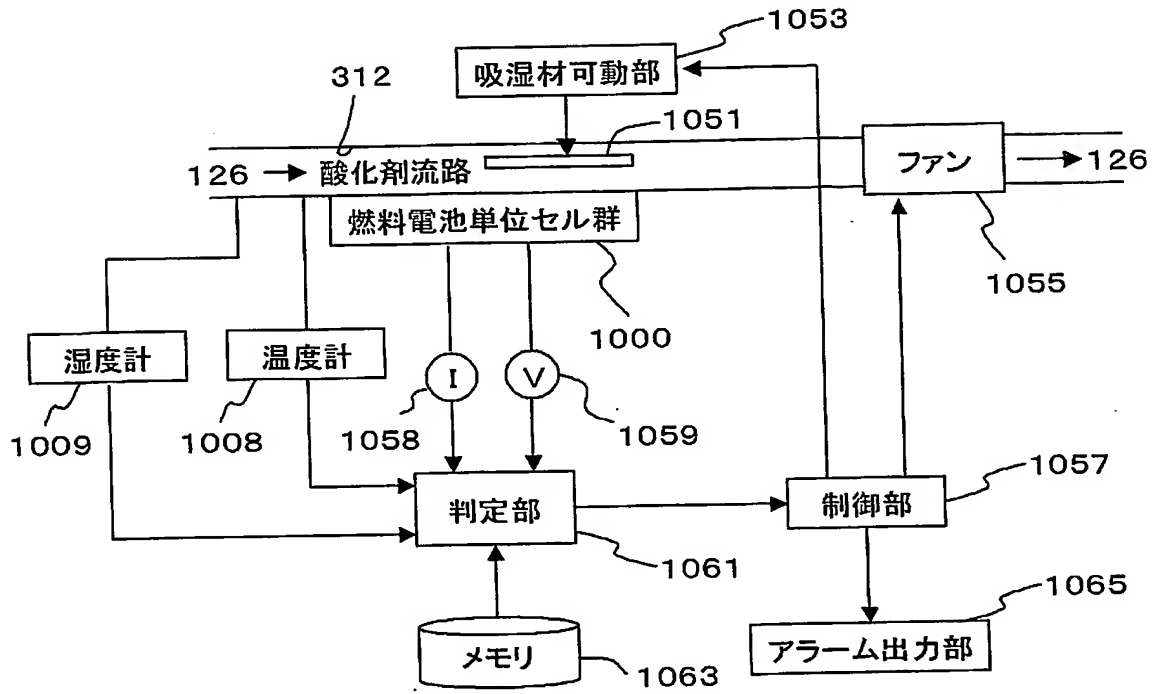 1053
吸湿材可動部
312
1051
126
酸化剤流路
ファン
126
燃料電池単位セル群
1055
1000
湿度計
温度計
I
V
1009
1008
1058
1059
1057
判定部
制御部
1061
1065
メモリ
1063
アラーム出力部